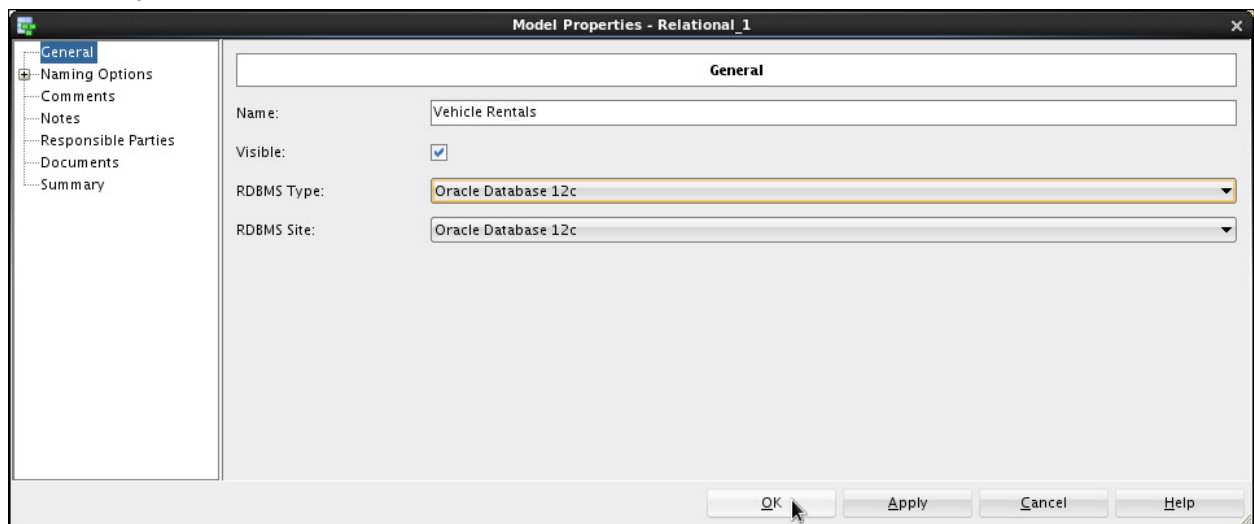 Model Properties - Relational_1
General
Naming Options
Comments
Notes
Responsible Parties
Documents
Summary
General
Name: Vehicle Rentals
Visible:
RDBMS Type: Oracle Database 12c
RDBMS Site: Oracle Database 12c
OK Apply Cancel Help